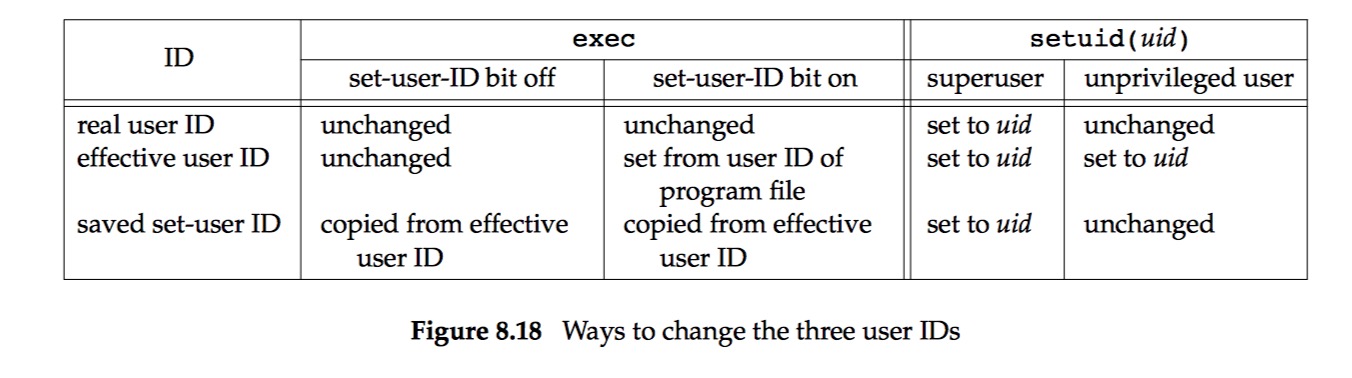 ID exec setuid(uid)
set-user-ID bit off set-user-ID bit on superuser unprivileged user
real user ID unchanged unchanged set to uid unchanged
effective user ID unchanged set from user ID of set to uid set to uid
program file
saved set-user ID copied from effective copied from effective set to uid unchanged
user ID user ID
Figure 8.18 Ways to change the three user IDs